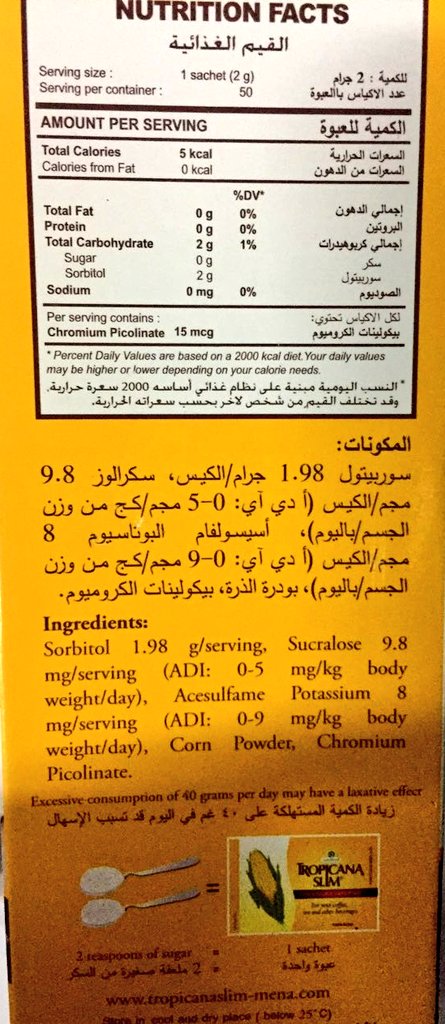 NUTRITION FACTS
القيم الغذائية
Serving size : 1 sachet (2 g) للكمية : 2 جرام
Serving per container : 50 عدد الاكياس باالعبوة
AMOUNT PER SERVING الكمية للعبوة
Total Calories 5 kcal السعرات الحرارية
Calories from Fat 0 kcal السعرات من الدهون
%DV*
Total Fat 0 g 0% إجمالي الدهون
Protein 0 g 0% البروتين
Total Carbohydrate 2 g 1% إجمالي كربوهيدرات
Sugar 0 g سكر
Sorbitol 2 g سوربيتول
Sodium 0 mg 0% الصوديوم
Per serving contains : لكل الاكياس تحتوي:
Chromium Picolinate 15 mcg بيكولينات الكروميوم
* Percent Daily Values are based on a 2000 kcal diet.Your daily values
may be higher or lower depending on your calorie needs.
* النسب اليومية مبنية على نظام غذائي أساسه 2000 سعرة حرارية.
وقد تختلف القيم من شخص لاخر بحسب سعراته الحرارية.
المكونات:
سوربيتول 1.98 جرام/الكيس، سكرالوز 9.8
مجم/الكيس (أ دي آي: 0-5 مجم/كج من وزن
الجسم/باليوم)، أسيسولفام البوتاسيوم 8
مجم/الكيس (أ دي آي: 0-9 مجم/كج من وزن
الجسم/باليوم)، بودرة الذرة، بيكولينات الكروميوم.
Ingredients:
Sorbitol 1.98 g/serving, Sucralose 9.8
mg/serving (ADI: 0-5 mg/kg body
weight/day), Acesulfame Potassium 8
mg/serving (ADI: 0-9 mg/kg body
weight/day), Corn Powder, Chromium
Picolinate.
Excessive consumption of 40 grams per day may have a laxative effect
زيادة الكمية المستهلكة على ٤٠ غم في اليوم قد تسبب الإسهال
=
TROPICANA
SLIM
For your coffee,
tea and other beverages
2 teaspoons of sugar = 1 sachet
2 ملعقة صغيرة من السكر = عبوة واحدة
www.tropicanaslim-mena.com
Store in cool and dry place ( below 25°C)